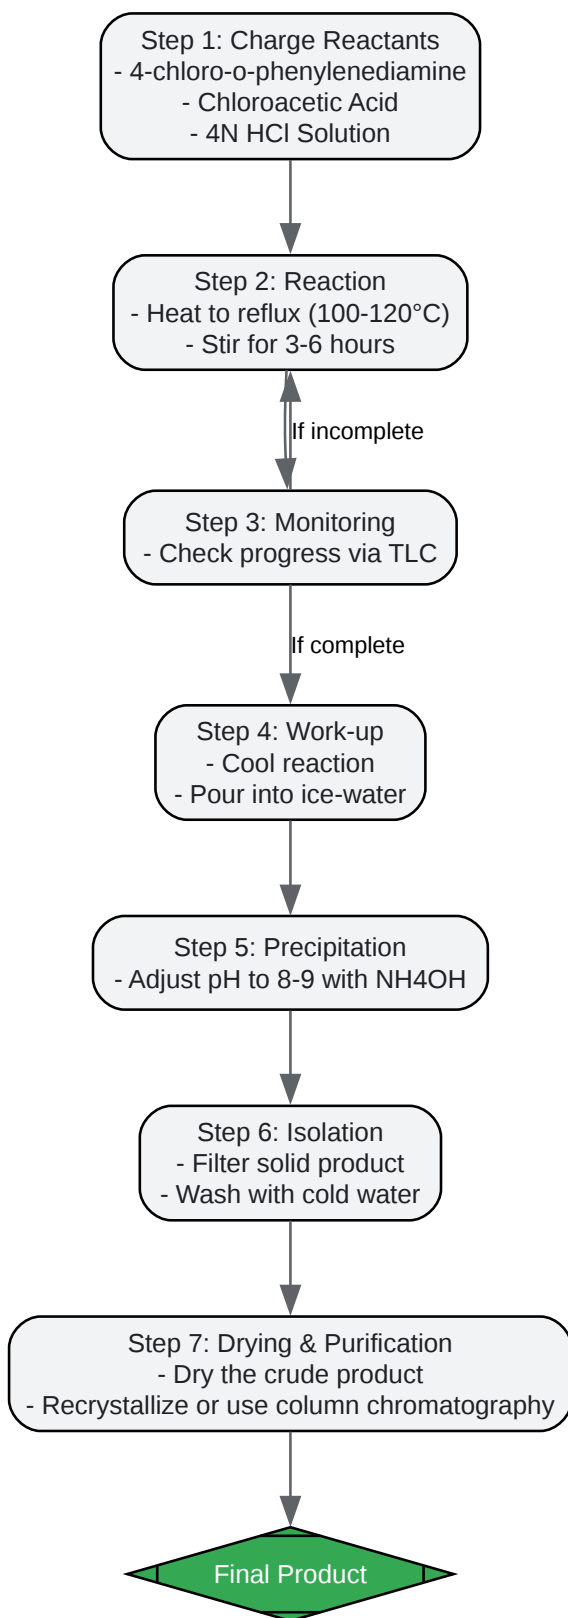 Step 1: Charge Reactants
- 4-chloro-o-phenylenediamine
- Chloroacetic Acid
- 4N HCl Solution
Step 2: Reaction
- Heat to reflux (100-120°C)
- Stir for 3-6 hours
If incomplete
Step 3: Monitoring
- Check progress via TLC
If complete
Step 4: Work-up
- Cool reaction
- Pour into ice-water
Step 5: Precipitation
- Adjust pH to 8-9 with NH4OH
Step 6: Isolation
- Filter solid product
- Wash with cold water
Step 7: Drying & Purification
- Dry the crude product
- Recrystallize or use column chromatography
Final Product